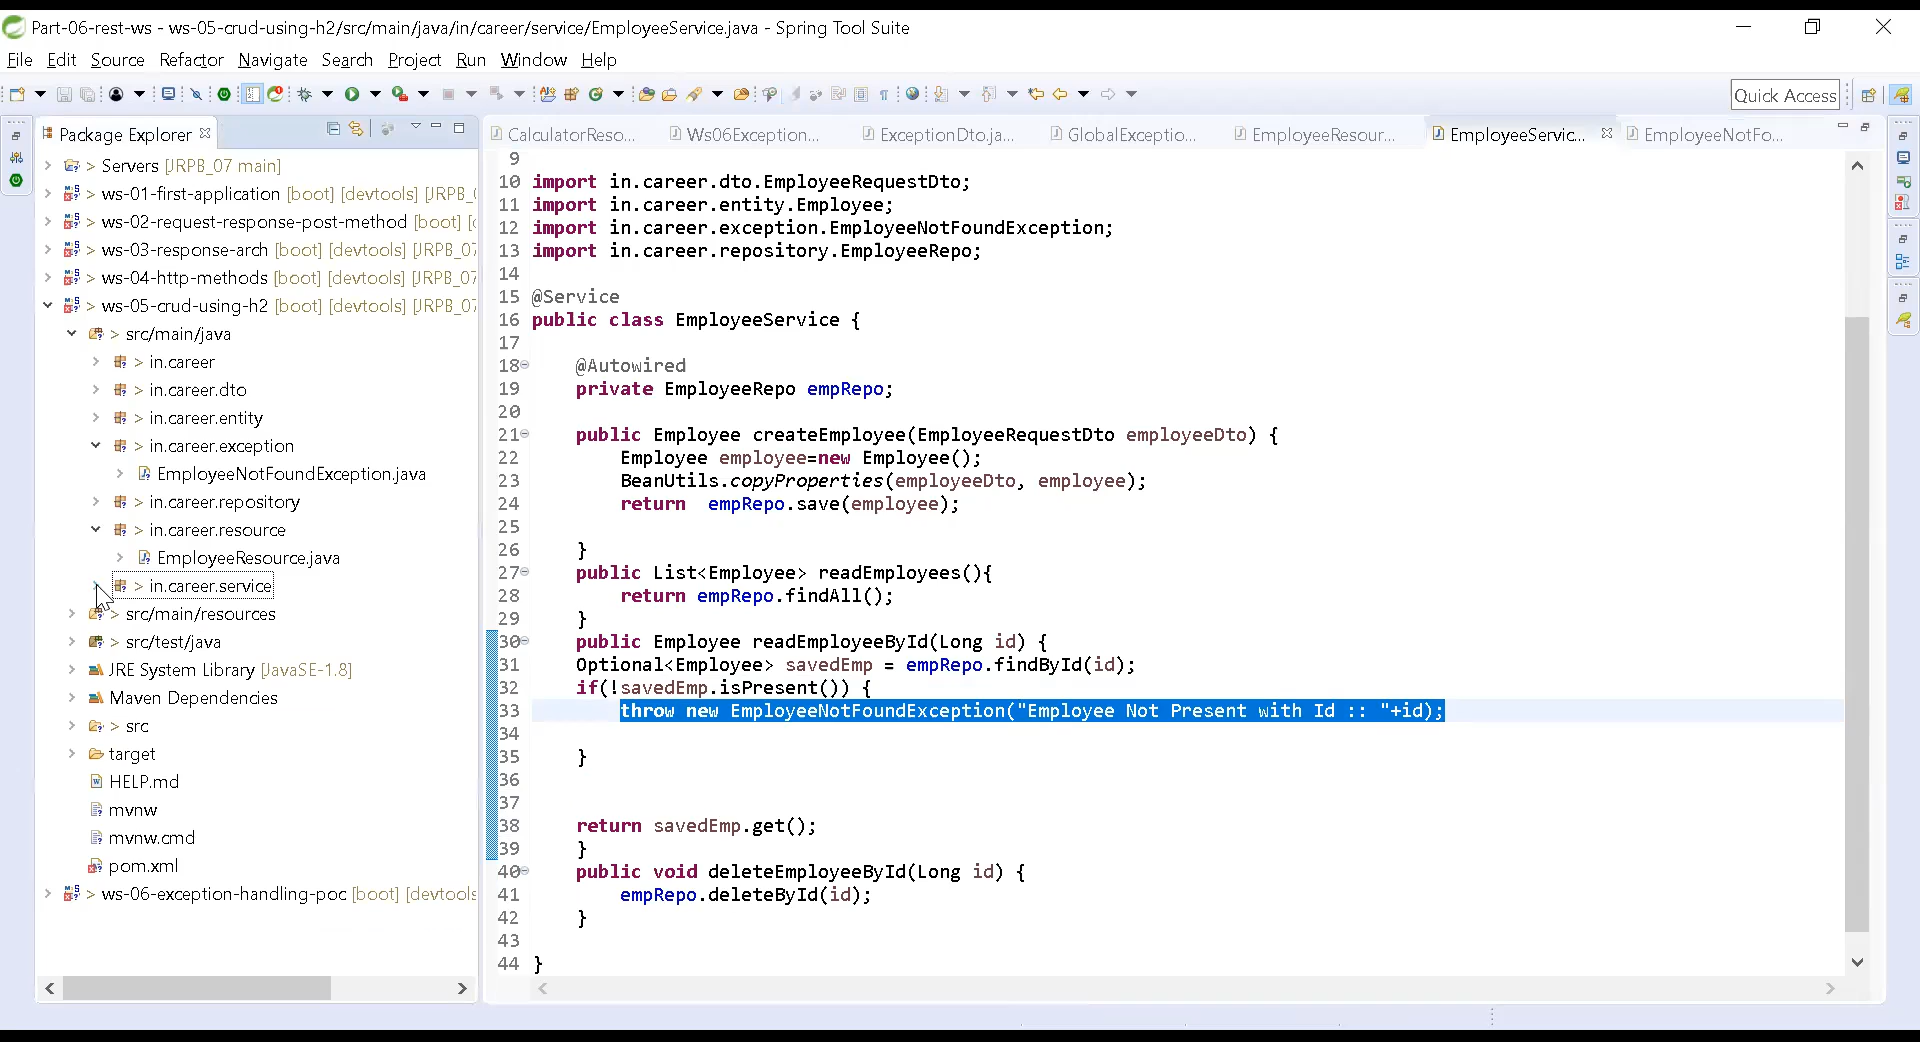 Part-06-rest-ws - ws-05-crud-using-h2/src/main/java/in/career/service/EmployeeService.java - Spring Tool Suite
File Edit Source Refactor Navigate Search Project Run Window Help
Quick Access
Package Explorer
> Servers [JRPB_07 main]
> ws-01-first-application [boot] [devtools] [JRPB_0
> ws-02-request-response-post-method [boot] [d
> ws-03-response-arch [boot] [devtools] [JRPB_07
> ws-04-http-methods [boot] [devtools] [JRPB_07
> ws-05-crud-using-h2 [boot] [devtools] [JRPB_07
> src/main/java
> in.career
> in.career.dto
> in.career.entity
> in.career.exception
EmployeeNotFoundException.java
> in.career.repository
> in.career.resource
EmployeeResource.java
> in.career.service
> src/main/resources
> src/test/java
JRE System Library [JavaSE-1.8]
Maven Dependencies
> src
target
HELP.md
mvnw
mvnw.cmd
pom.xml
> ws-06-exception-handling-poc [boot] [devtools
CalculatorReso... Ws06Exception... ExceptionDto.ja... GlobalExceptio... EmployeeResour... EmployeeServic... EmployeeNotFo...
9
10 import in.career.dto.EmployeeRequestDto;
11 import in.career.entity.Employee;
12 import in.career.exception.EmployeeNotFoundException;
13 import in.career.repository.EmployeeRepo;
14
15 @Service
16 public class EmployeeService {
17
18 @Autowired
19 private EmployeeRepo empRepo;
20
21 public Employee createEmployee(EmployeeRequestDto employeeDto) {
22 Employee employee=new Employee();
23 BeanUtils.copyProperties(employeeDto, employee);
24 return empRepo.save(employee);
25
26 }
27 public List<Employee> readEmployees(){
28 return empRepo.findAll();
29 }
30 public Employee readEmployeeById(Long id) {
31 Optional<Employee> savedEmp = empRepo.findById(id);
32 if(!savedEmp.isPresent()) {
33 throw new EmployeeNotFoundException("Employee Not Present with Id :: "+id);
34
35 }
36
37
38 return savedEmp.get();
39 }
40 public void deleteEmployeeById(Long id) {
41 empRepo.deleteById(id);
42 }
43
44 }